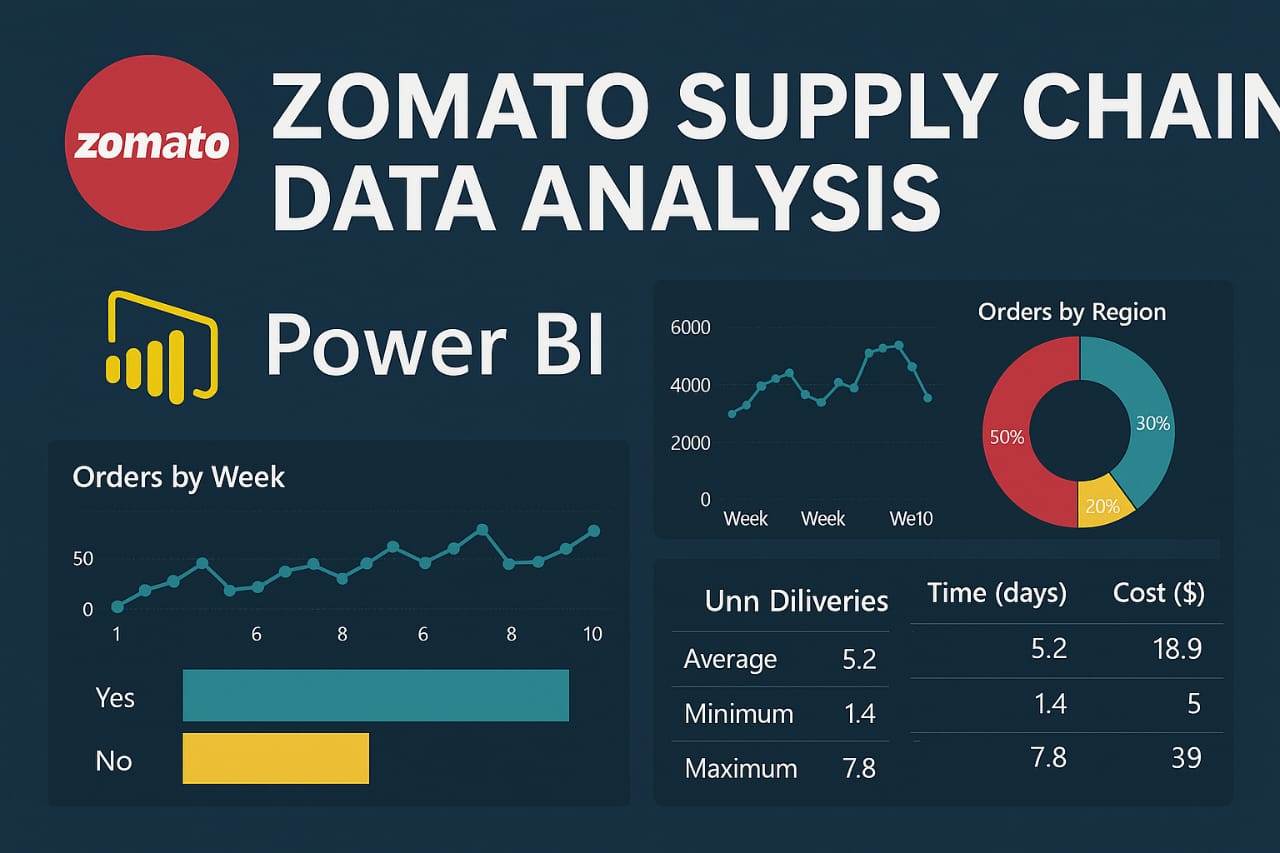 zomato
ZOMATO SUPPLY CHAIN
DATA ANALYSIS
Power BI
6000
4000
2000
0
Week Week We10
Orders by Region
50%
30%
20%
Orders by Week
50
0
1 6 8 6 8 10
Yes
No
Unn Diliveries Time (days) Cost ($)
Average 5.2 5.2 18.9
Minimum 1.4 1.4 5
Maximum 7.8 7.8 39